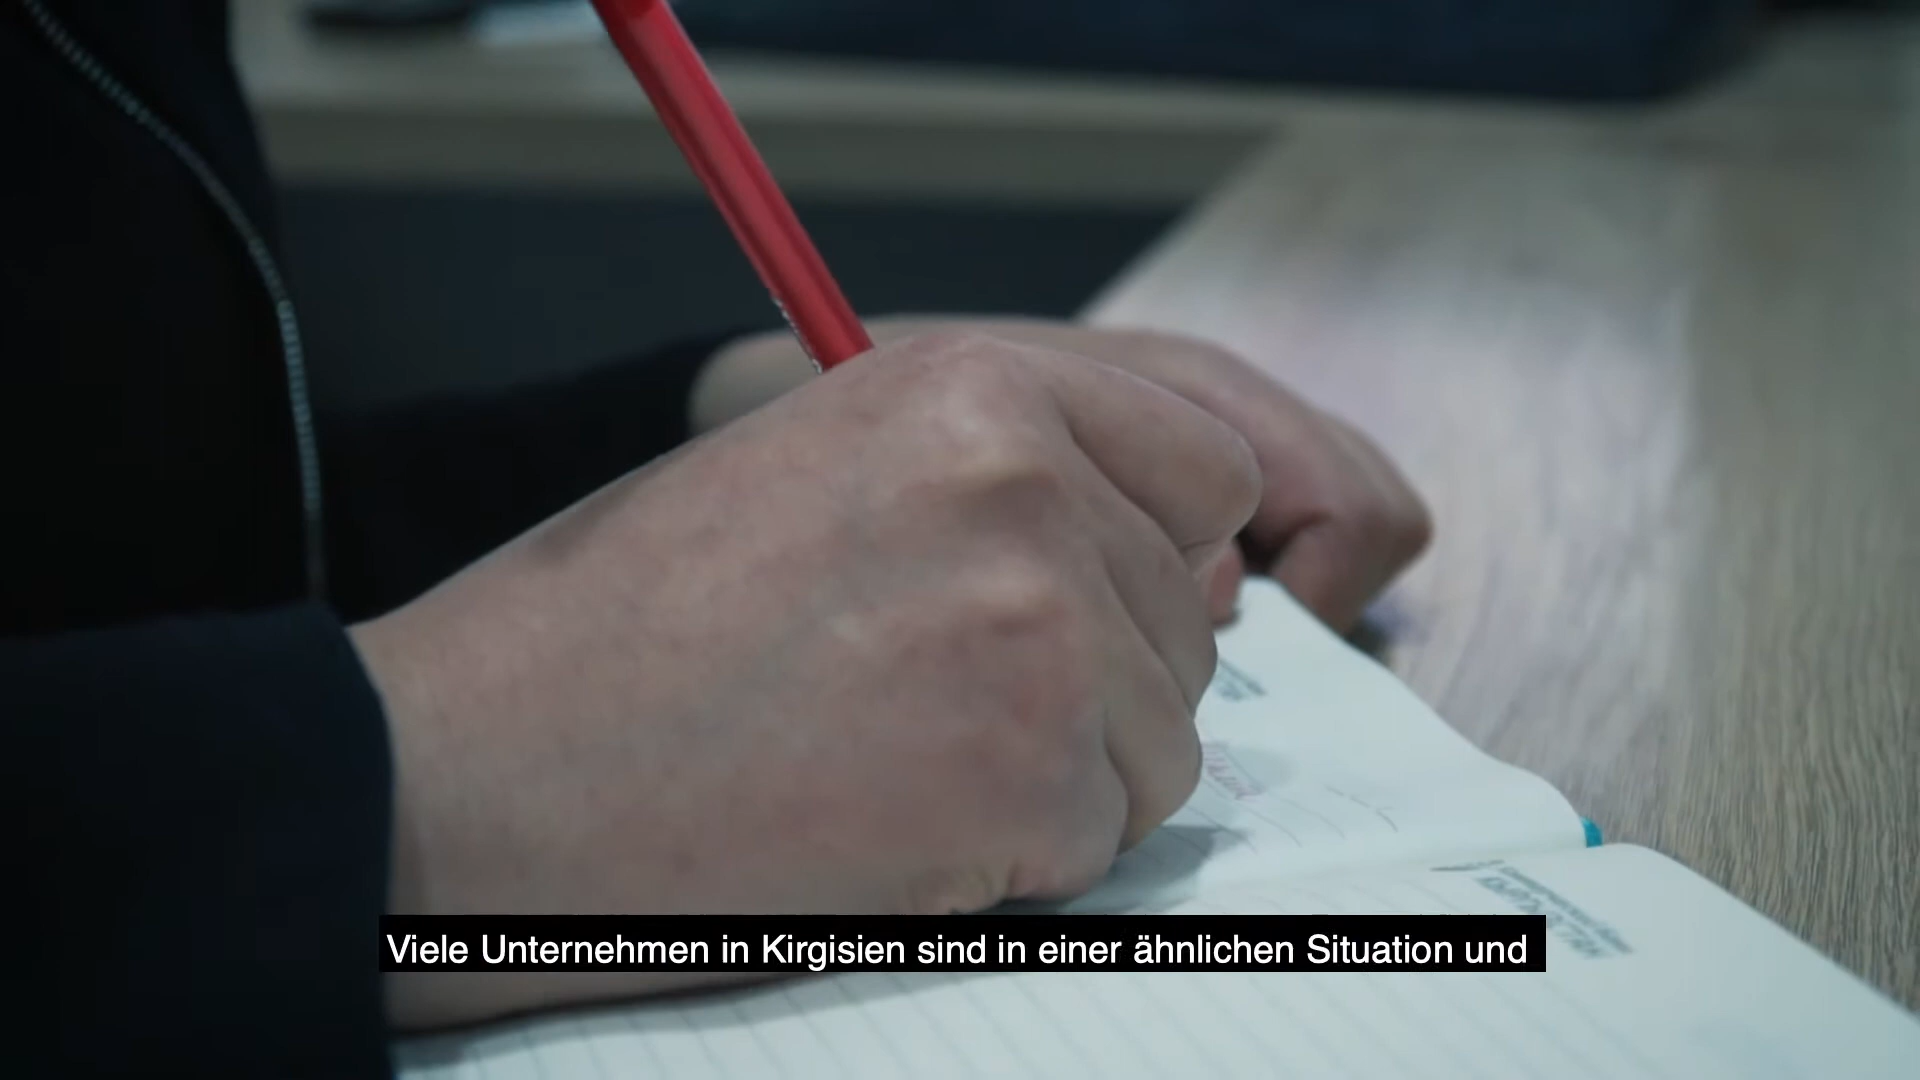 Viele Unternehmen in Kirgisien sind in einer ähnlichen Situation und